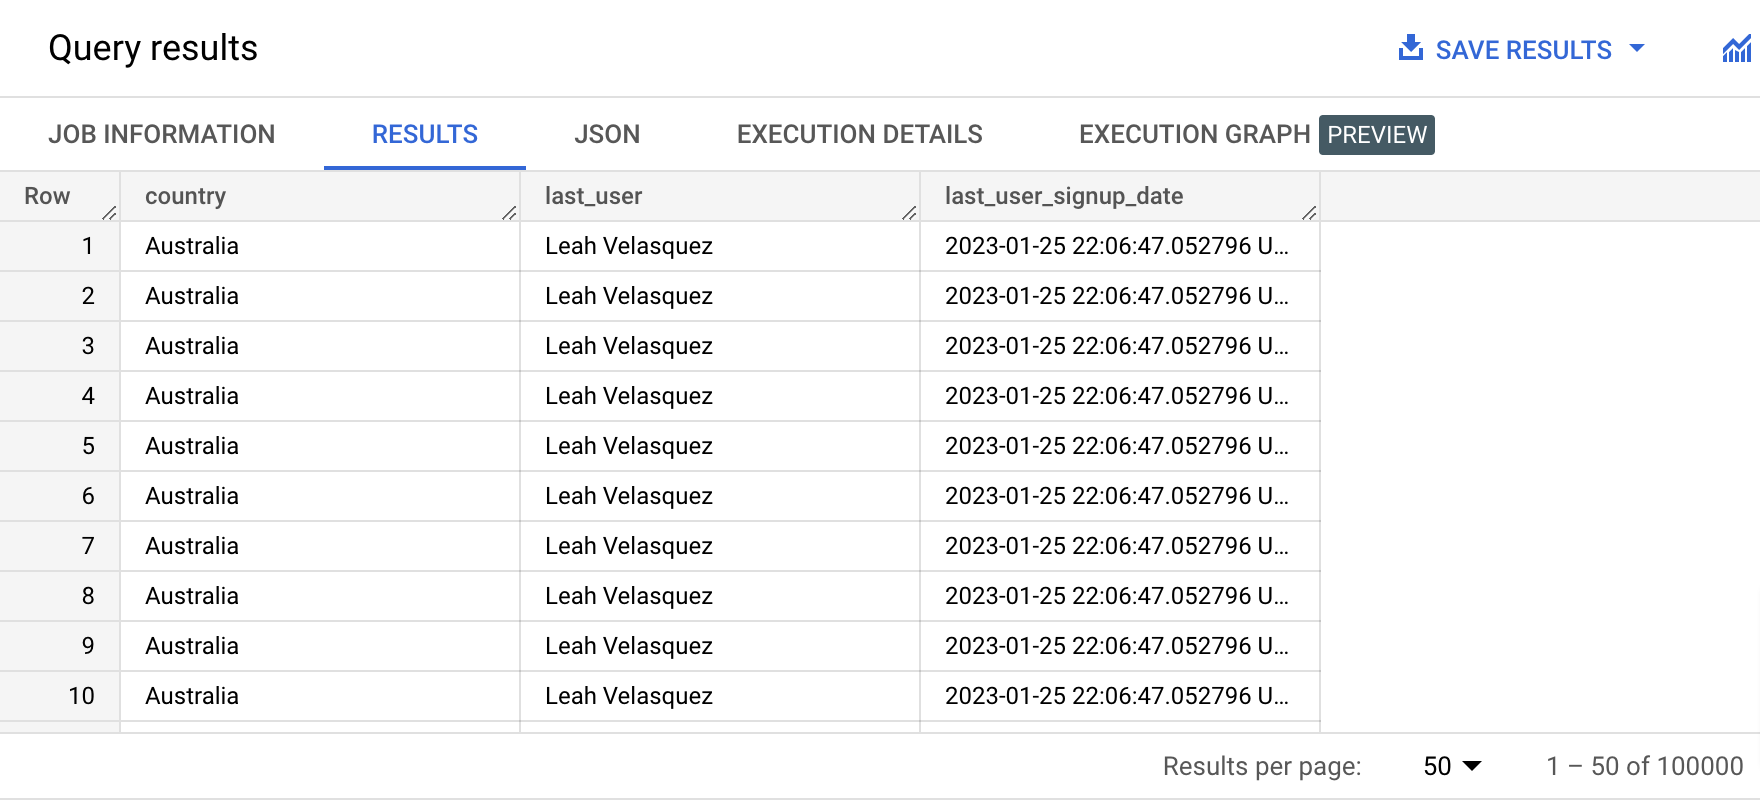 Query results
SAVE RESULTS
JOB INFORMATION RESULTS JSON EXECUTION DETAILS EXECUTION GRAPH PREVIEW
Row country last_user last_user_signup_date
1 Australia Leah Velasquez 2023-01-25 22:06:47.052796 U...
2 Australia Leah Velasquez 2023-01-25 22:06:47.052796 U...
3 Australia Leah Velasquez 2023-01-25 22:06:47.052796 U...
4 Australia Leah Velasquez 2023-01-25 22:06:47.052796 U...
5 Australia Leah Velasquez 2023-01-25 22:06:47.052796 U...
6 Australia Leah Velasquez 2023-01-25 22:06:47.052796 U...
7 Australia Leah Velasquez 2023-01-25 22:06:47.052796 U...
8 Australia Leah Velasquez 2023-01-25 22:06:47.052796 U...
9 Australia Leah Velasquez 2023-01-25 22:06:47.052796 U...
10 Australia Leah Velasquez 2023-01-25 22:06:47.052796 U...
Results per page: 50 1 – 50 of 100000